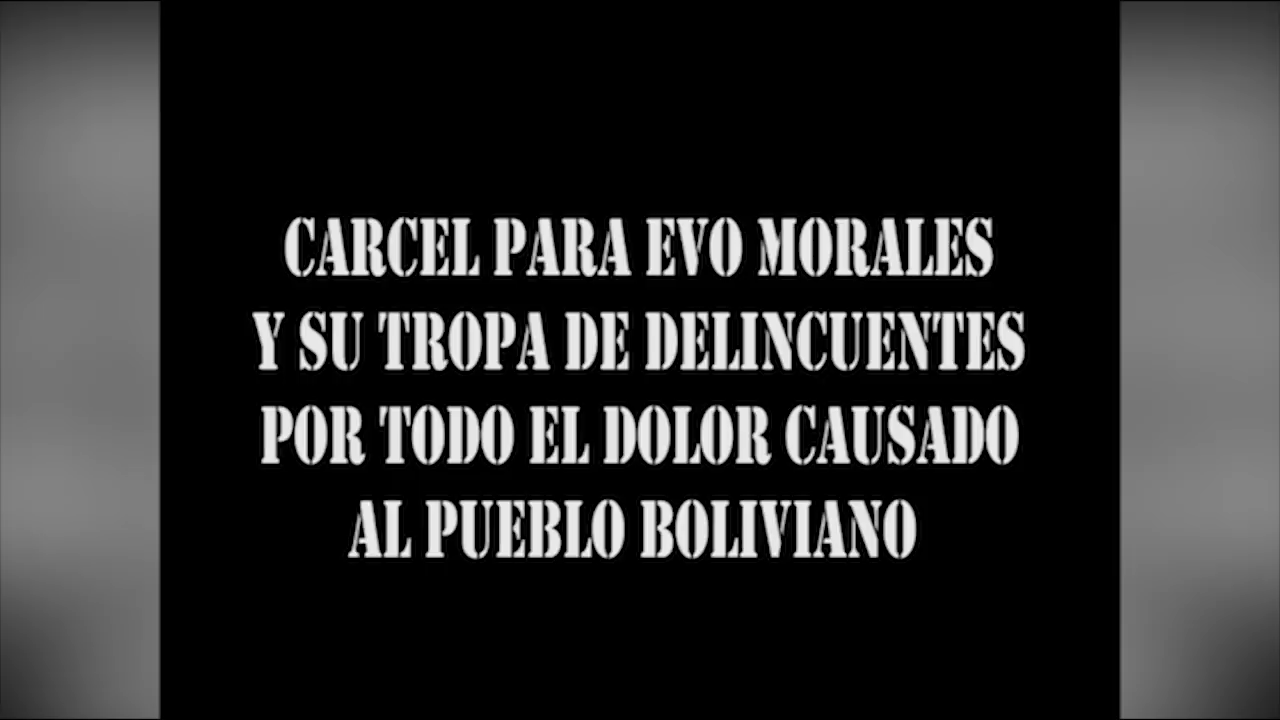 CARCEL PARA EVO MORALES
Y SU TROPA DE DELINCUENTES
POR TODO EL DOLOR CAUSADO
AL PUEBLO BOLIVIANO